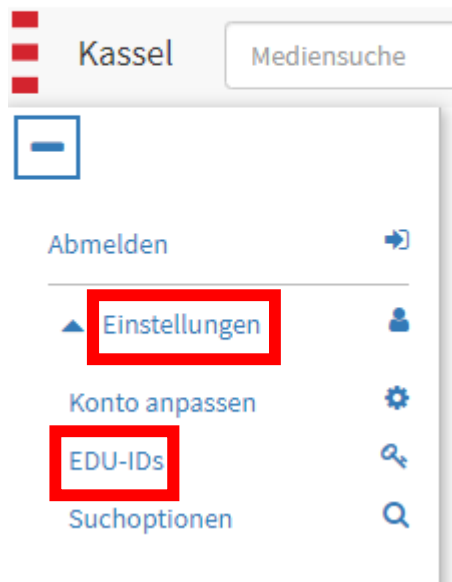 Kassel
Mediensuche
Abmelden
Einstellungen
Konto anpassen
EDU-IDs
Suchoptionen